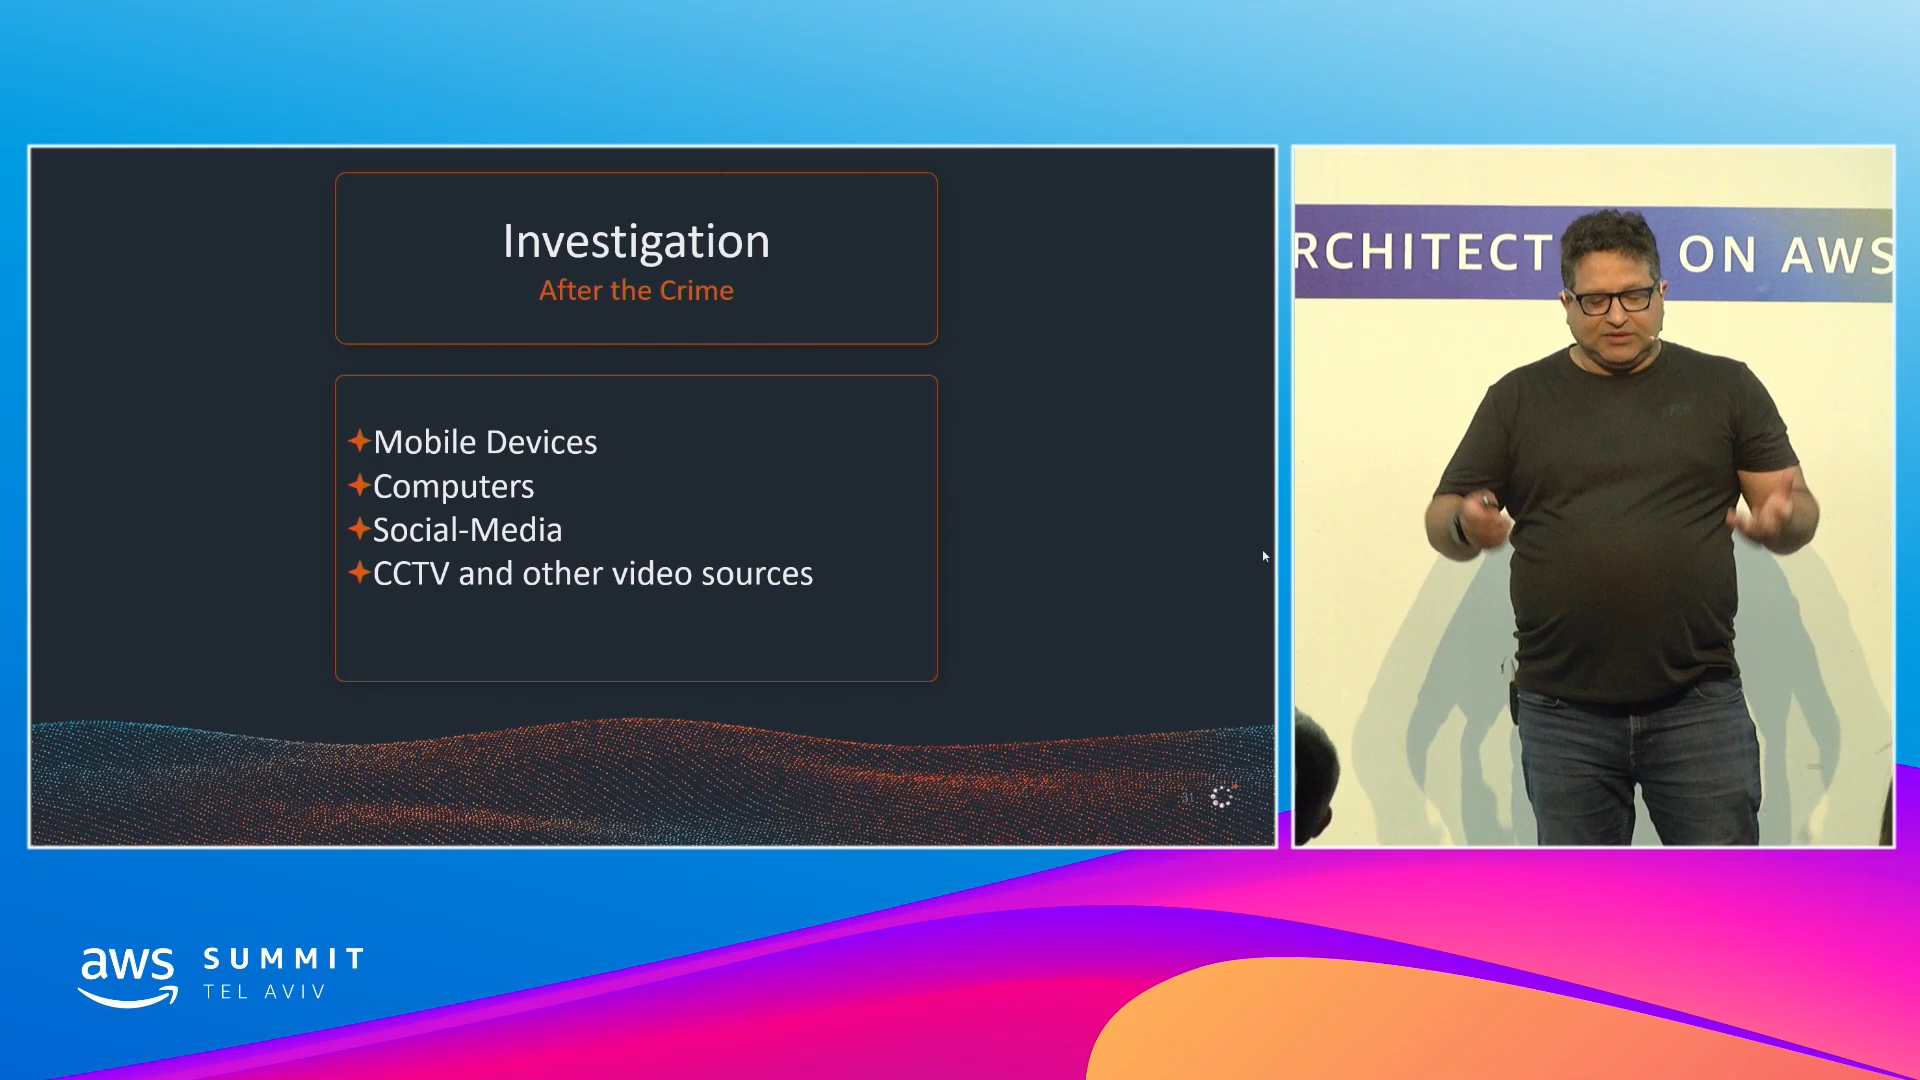 Investigation
After the Crime
Mobile Devices
Computers
Social-Media
CCTV and other video sources
31
RCHITECT ON AWS
aws SUMMIT
TEL AVIV